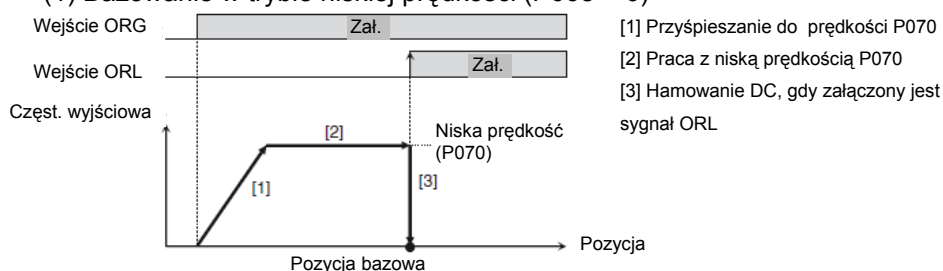 Wejście ORG
Zał.
Wejście ORL
Zał.
Częst. wyjściowa
[1]
[2]
[3]
Niska prędkość
(P070)
Pozycja
Pozycja bazowa
[1] Przyśpieszanie do prędkości P070
[2] Praca z niską prędkością P070
[3] Hamowanie DC, gdy załączony jest
sygnał ORL